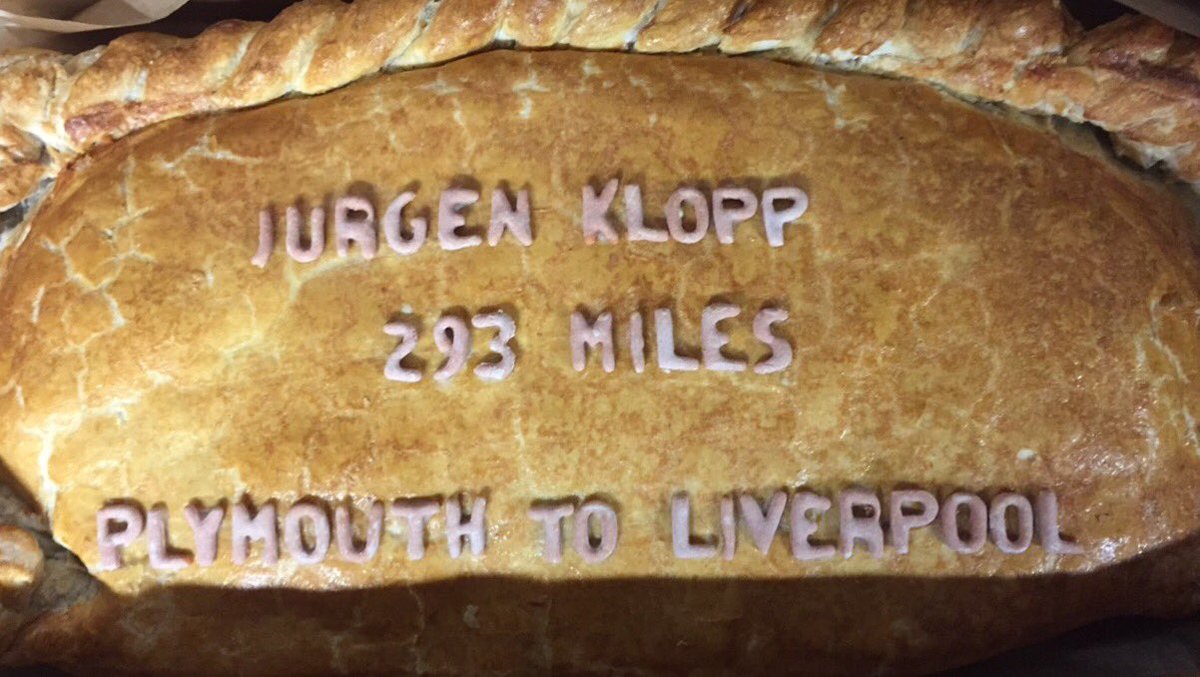 JURGEN KLOPP
293 MILES
PLYMOUTH TO LIVERPOOL